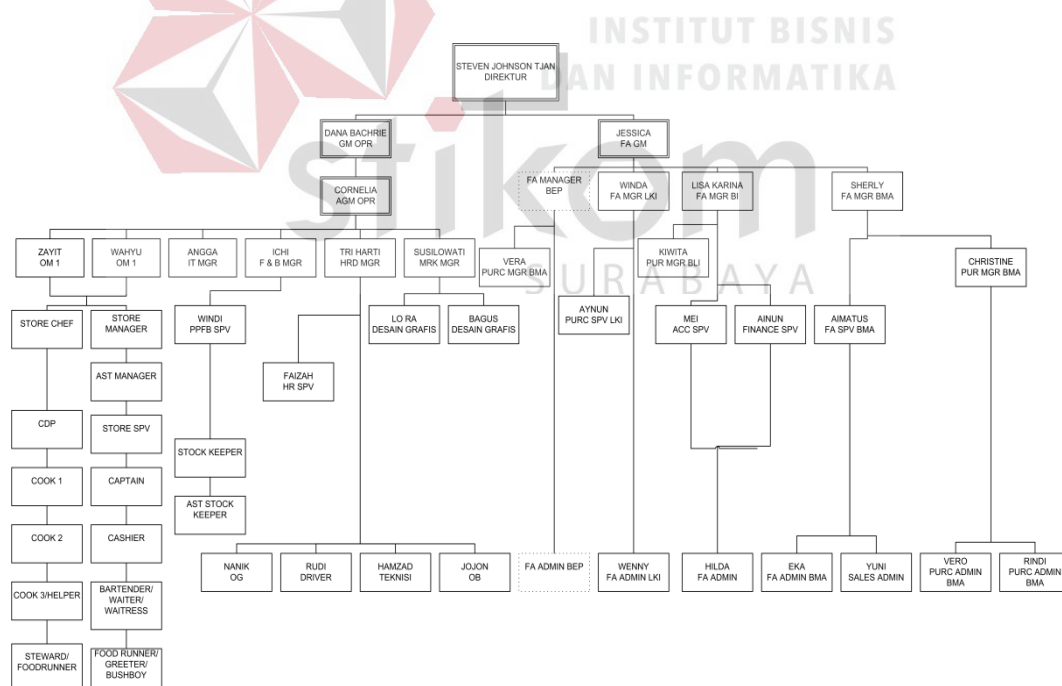 INSTITUT BISNIS
DAN INFORMATIKA
stikom
SURABAYA
STEVEN JOHNSON TJAN
DIREKTUR
DANA BACHRIE
GM OPR
JESSICA
FA GM
CORNELIA
AGM OPR
FA MANAGER
BEP
WINDA
FA MGR LKI
LISA KARINA
FA MGR BI
SHERLY
FA MGR BMA
ZAYIT
OM 1
WAHYU
OM 1
ANGGA
IT MGR
ICHI
F & B MGR
TRI HARTI
HRD MGR
SUSILOWATI
MRK MGR
VERA
PURC MGR BMA
KIWITA
PUR MGR BLI
CHRISTINE
PUR MGR BMA
STORE CHEF
STORE
MANAGER
WINDI
PPFB SPV
LO RA
DESAIN GRAFIS
BAGUS
DESAIN GRAFIS
AYNUN
PURC SPV LKI
MEI
ACC SPV
AINUN
FINANCE SPV
AIMATUS
FA SPV BMA
AST MANAGER
FAIZAH
HR SPV
CDP
STORE SPV
STOCK KEEPER
COOK 1
CAPTAIN
AST STOCK
KEEPER
COOK 2
CASHIER
NANIK
OG
RUDI
DRIVER
HAMZAD
TEKNISI
JOJON
OB
FA ADMIN BEP
WENNY
FA ADMIN LKI
HILDA
FA ADMIN
EKA
FA ADMIN BMA
YUNI
SALES ADMIN
VERO
PURC ADMIN
BMA
RINDI
PURC ADMIN
BMA
COOK 3/HELPER
BARTENDER/
WAITER/
WAITRESS
STEWARD/
FOODRUNNER
FOOD RUNNER/
GREETER/
BUSHBOY